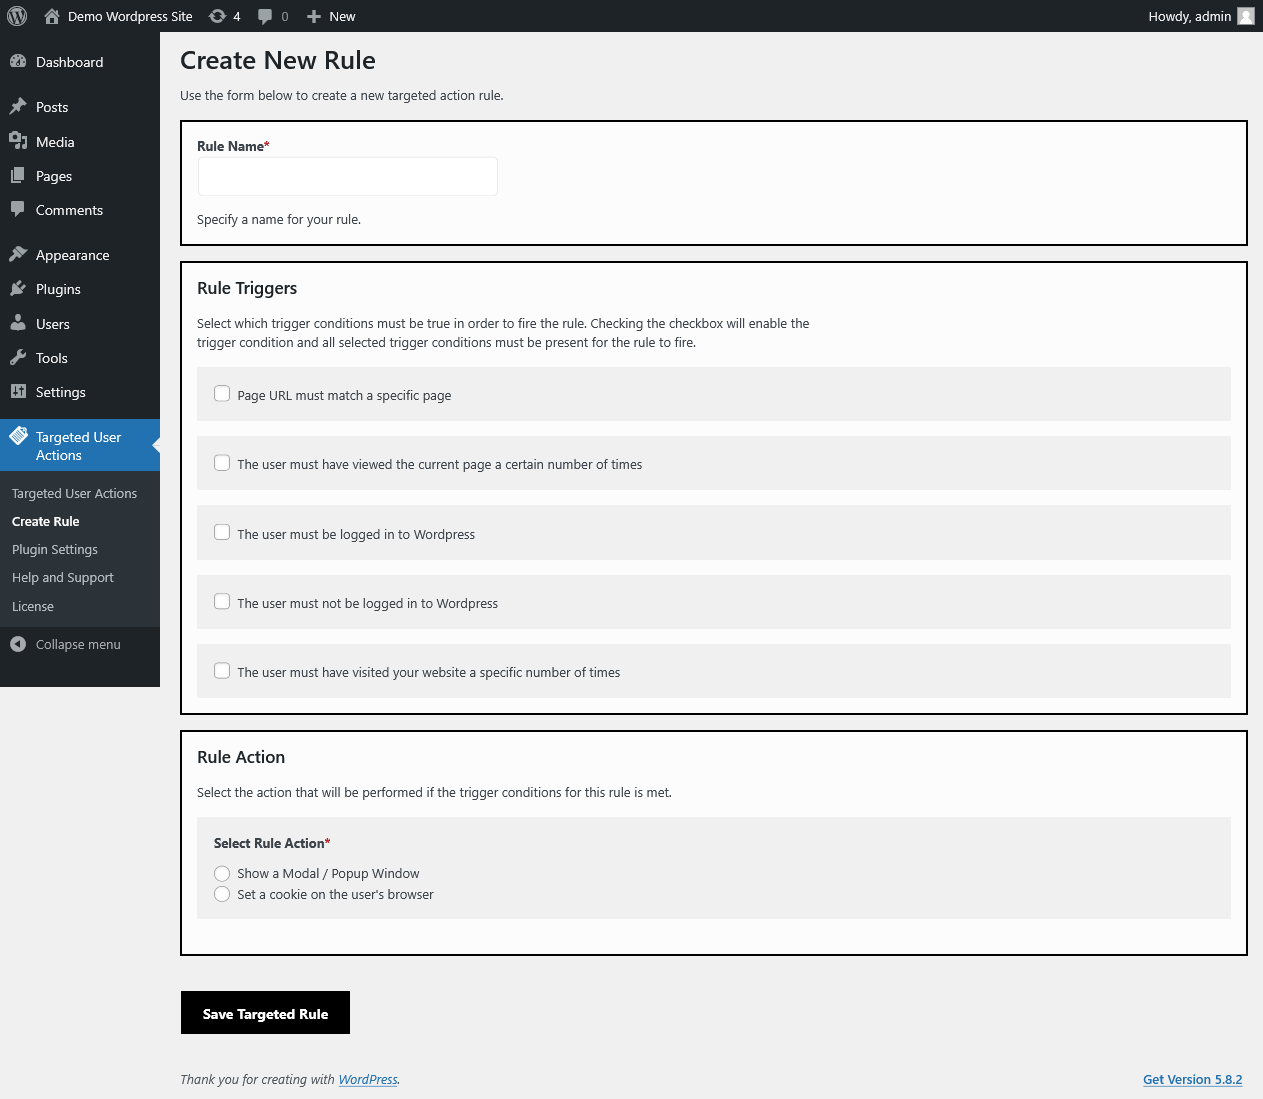 Demo Wordpress Site 4 0 New Howdy, admin
Dashboard
Posts
Media
Pages
Comments
Appearance
Plugins
Users
Tools
Settings
Targeted User
Actions
Targeted User Actions
Create Rule
Plugin Settings
Help and Support
License
Collapse menu
Create New Rule
Use the form below to create a new targeted action rule.
Rule Name*
Specify a name for your rule.
Rule Triggers
Select which trigger conditions must be true in order to fire the rule. Checking the checkbox will enable the
trigger condition and all selected trigger conditions must be present for the rule to fire.
Page URL must match a specific page
The user must have viewed the current page a certain number of times
The user must be logged in to Wordpress
The user must not be logged in to Wordpress
The user must have visited your website a specific number of times
Rule Action
Select the action that will be performed if the trigger conditions for this rule is met.
Select Rule Action*
Show a Modal / Popup Window
Set a cookie on the user's browser
Save Targeted Rule
Thank you for creating with WordPress.
Get Version 5.8.2